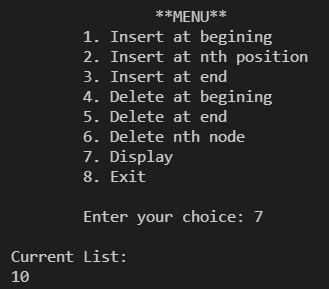 **MENU**
1. Insert at begining
2. Insert at nth position
3. Insert at end
4. Delete at begining
5. Delete at end
6. Delete nth node
7. Display
8. Exit
Enter your choice: 7
Current List:
10